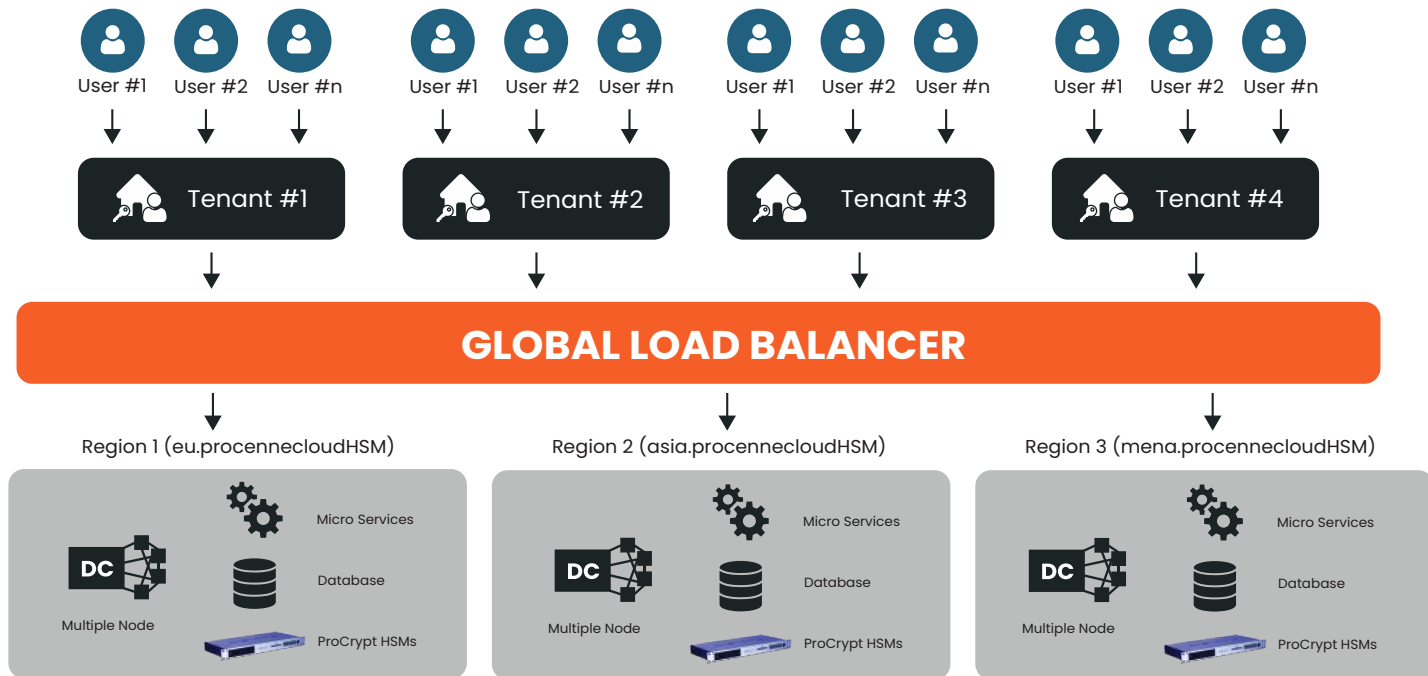 User #1 User #2 User #n User #1 User #2 User #n User #1 User #2 User #n User #1 User #2 User #n
Tenant #1 Tenant #2 Tenant #3 Tenant #4
GLOBAL LOAD BALANCER
Region 1 (eu.procennecloudHSM) Region 2 (asia.procennecloudHSM) Region 3 (mena.procennecloudHSM)
Micro Services
DC
Database
Multiple Node
ProCrypt HSMs
Micro Services
DC
Database
Multiple Node
ProCrypt HSMs
Micro Services
DC
Database
Multiple Node
ProCrypt HSMs